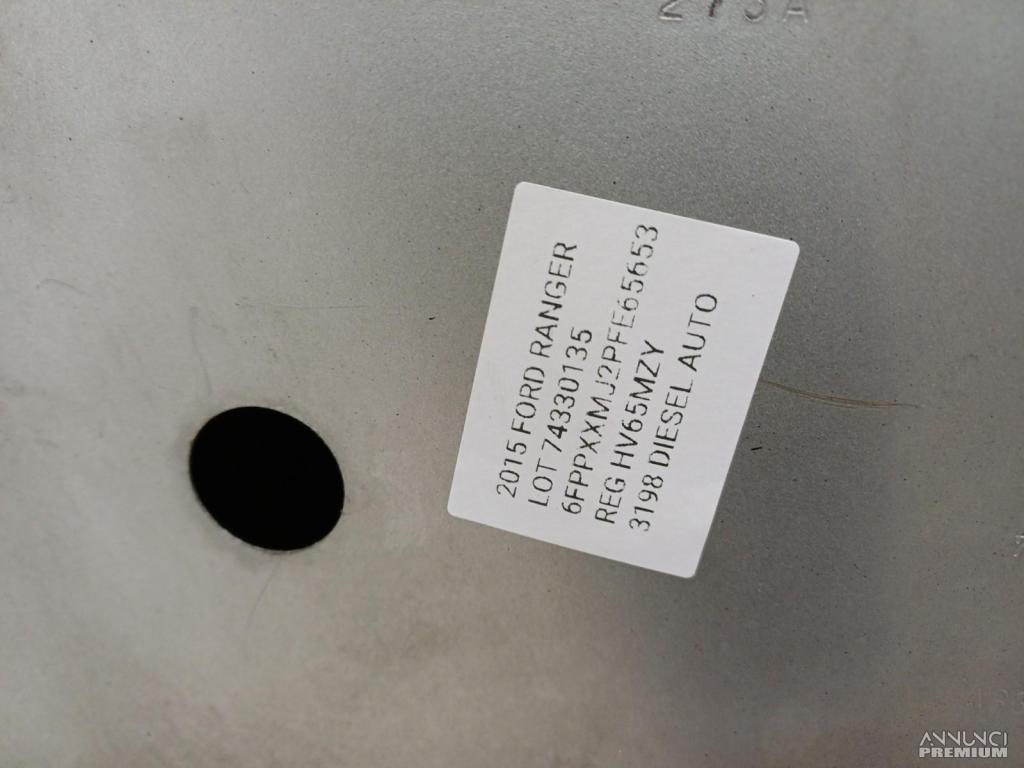 2015 FORD RANGER
LOT 74330135
6FPPXXMJ2PFE65653
REG HV65MZY
3198 DIESEL AUTO
ANNUNCI
PREMIUM